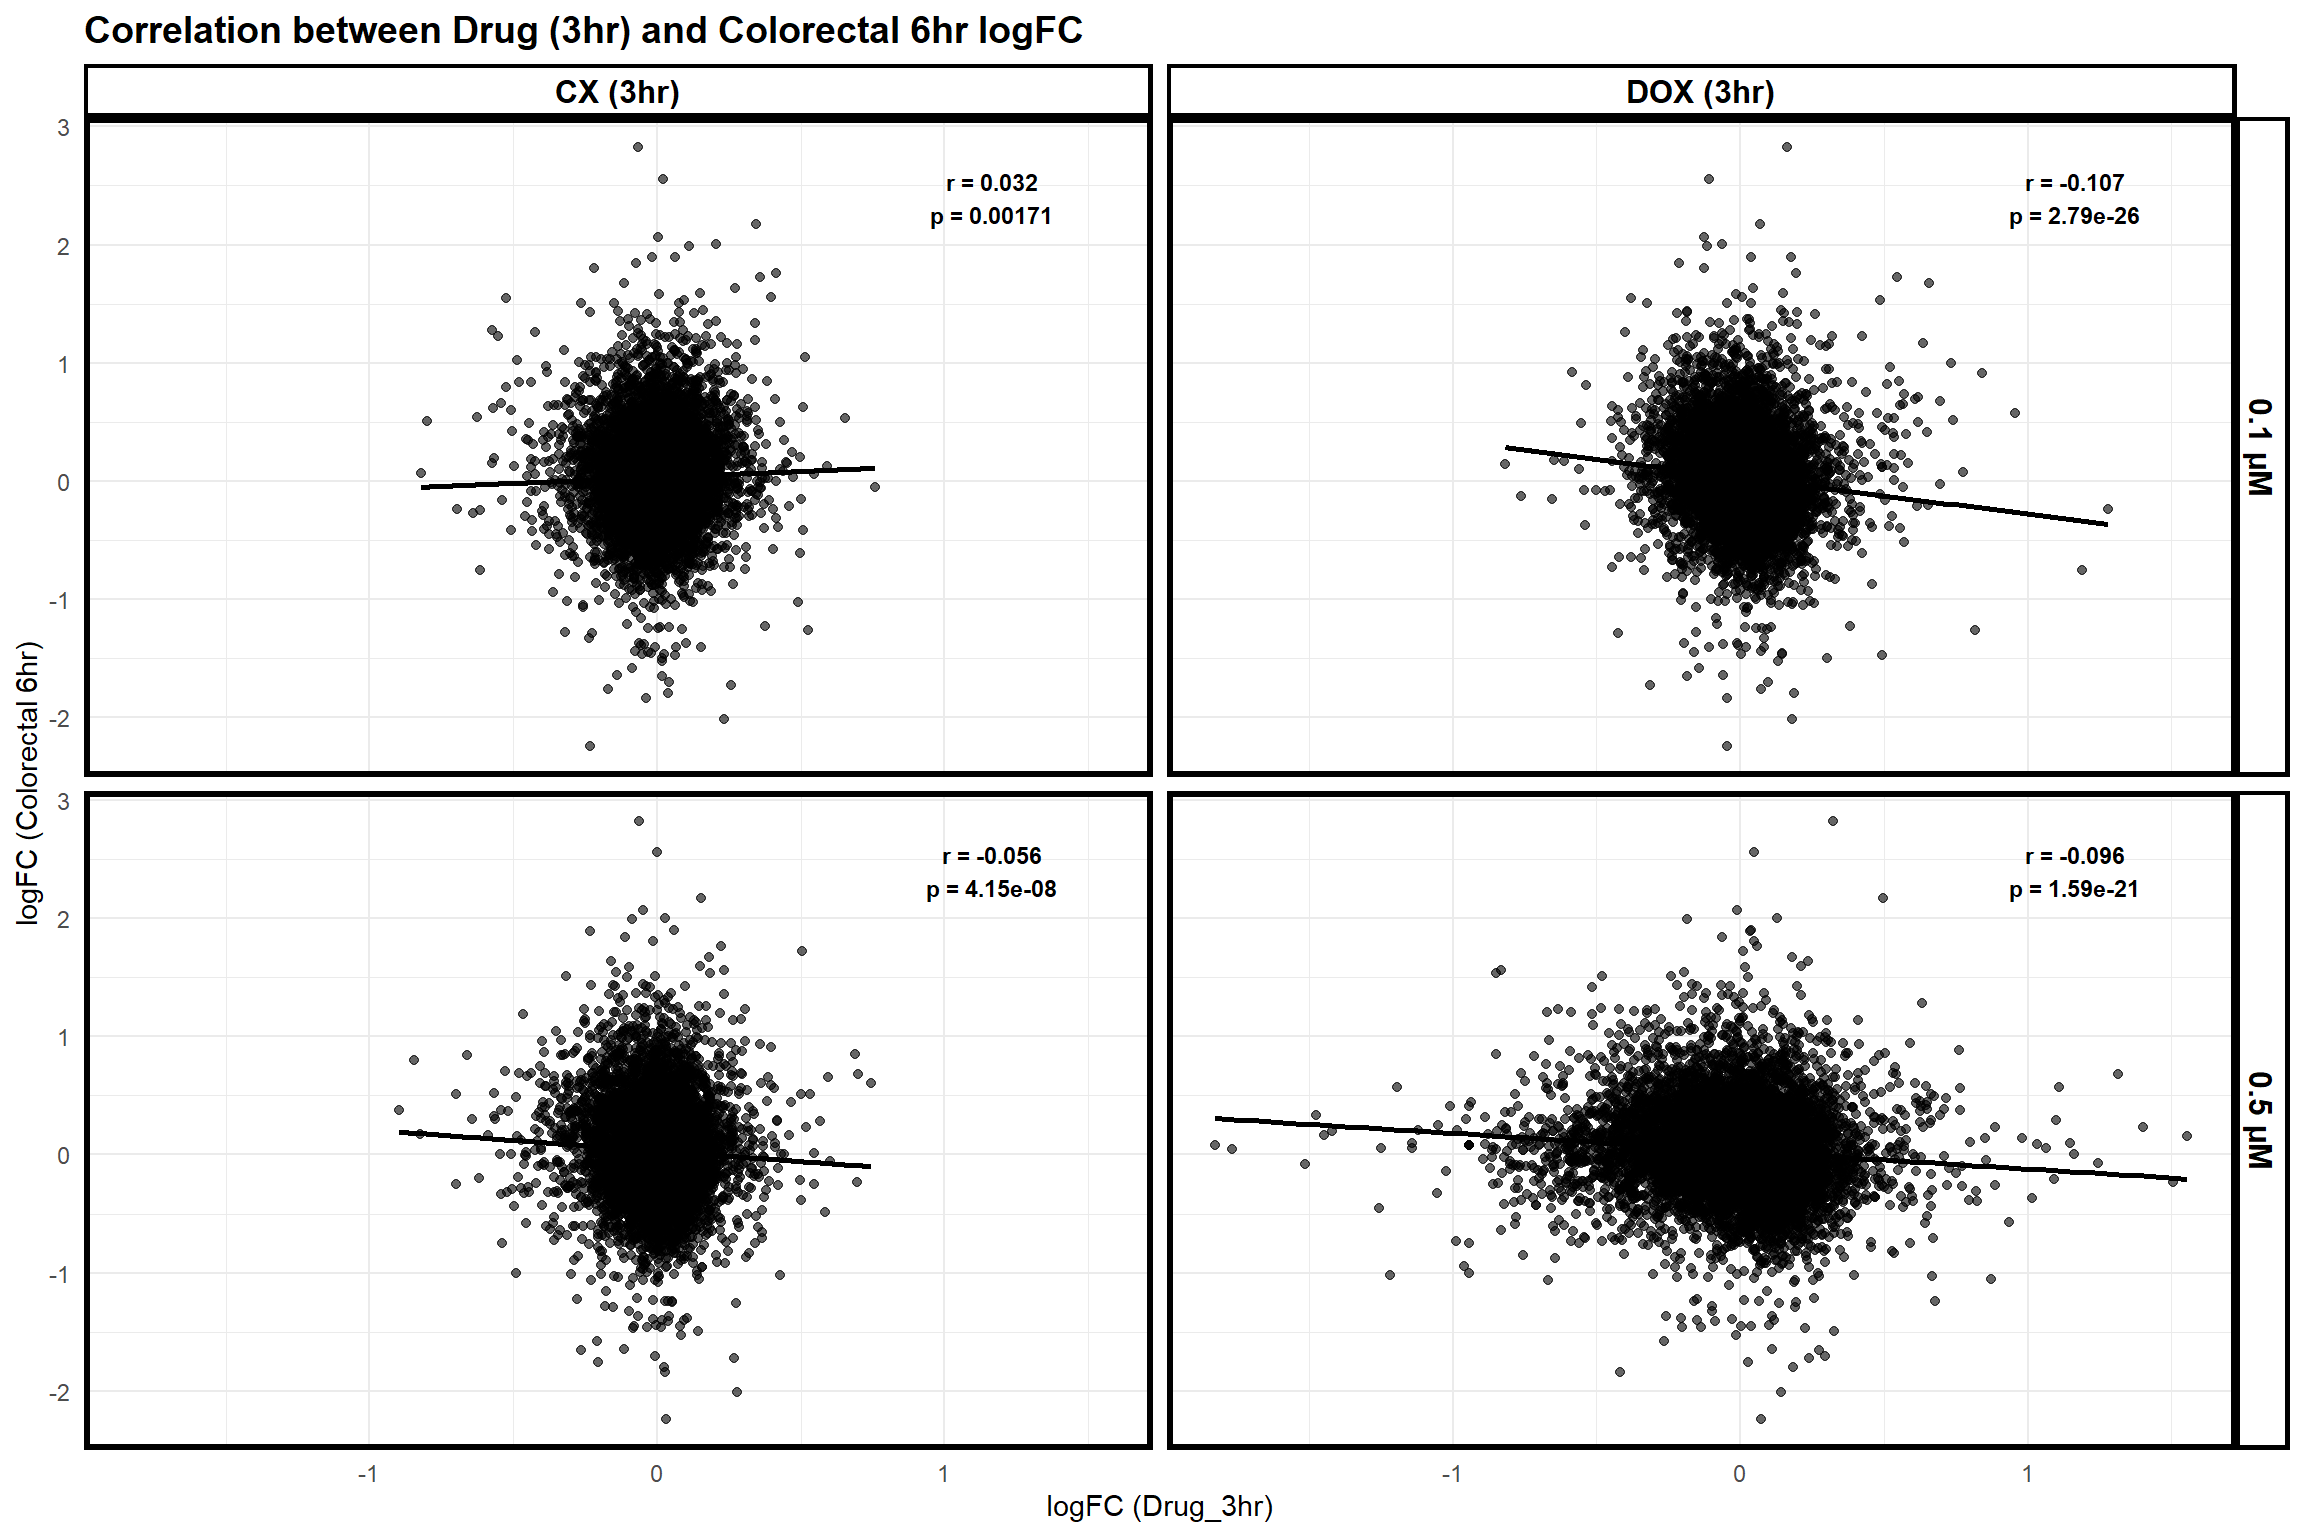 Correlation between Drug (3hr) and Colorectal 6hr logFC
CX (3hr)
DOX (3hr)
3
2
1
0
-1
-2
r = 0.032
p = 0.00171
r = -0.107
p = 2.79e-26
0.1 µM
logFC (Colorectal 6hr)
3
2
1
0
-1
-2
r = -0.056
p = 4.15e-08
r = -0.096
p = 1.59e-21
0.5 µM
-1
0
1
-1
0
1
logFC (Drug_3hr)